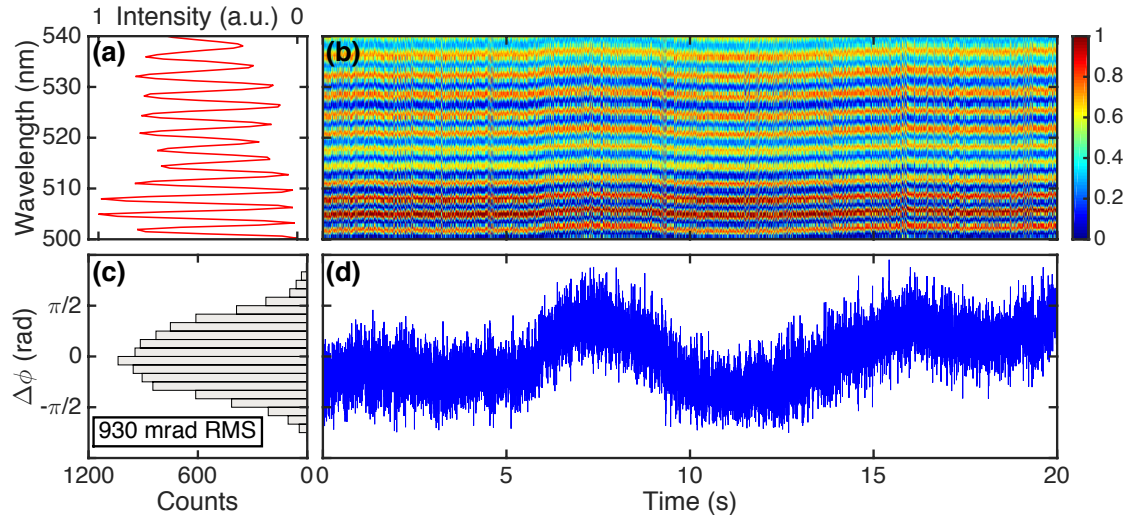 1 Intensity (a.u.) 0
(a)
(b)
Wavelength (nm)
540
530
520
510
500
1
0.8
0.6
0.4
0.2
0
(c)
(d)
Δϕ (rad)
π/2
0
-π/2
930 mrad RMS
1200 600 0
Counts
0 5 10 15 20
Time (s)